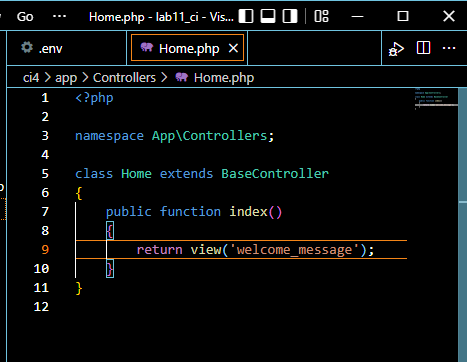 Go ··· Home.php - lab11_ci - Vis...
.env Home.php
ci4 > app > Controllers > Home.php
1 <?php
2
3 namespace App\Controllers;
4
5 class Home extends BaseController
6 {
7 public function index()
8 {
9 return view('welcome_message');
10 }
11 }
12